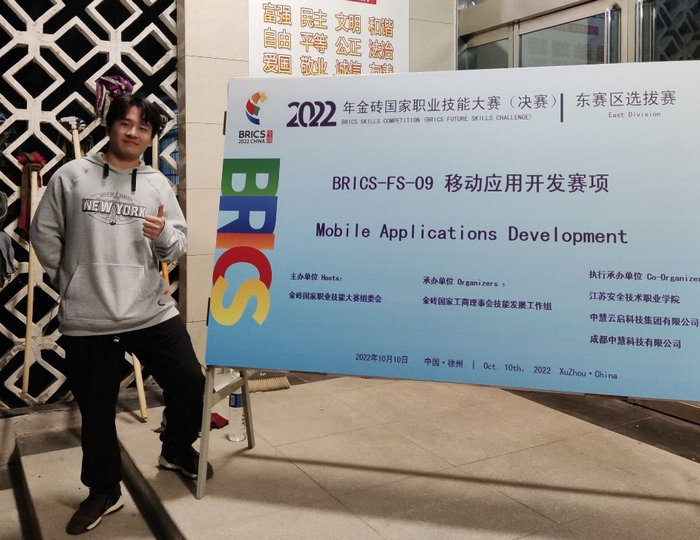 富强 民主 文明 和谐
自由 平等 公正 法治
爱国 敬业 诚信 友善
BRICS
2022 CHINA
2022 年金砖国家职业技能大赛（决赛） 东赛区选拔赛
BRICS SKILLS COMPETITION (BRICS FUTURE SKILLS CHALLENGE) East Division
BRICS-FS-09 移动应用开发赛项
Mobile Applications Development
BRICS
NEW YORK
主办单位 Hosts:
金砖国家职业技能大赛组委会
承办单位 Organizers :
金砖国家工商理事会技能发展工作组
执行承办单位 Co-Organizer
江苏安全技术职业学院
中慧云启科技集团有限公司
成都中慧科技有限公司
2022年10月10日 中国·徐州 | Oct. 10th, 2022 XuZhou·China